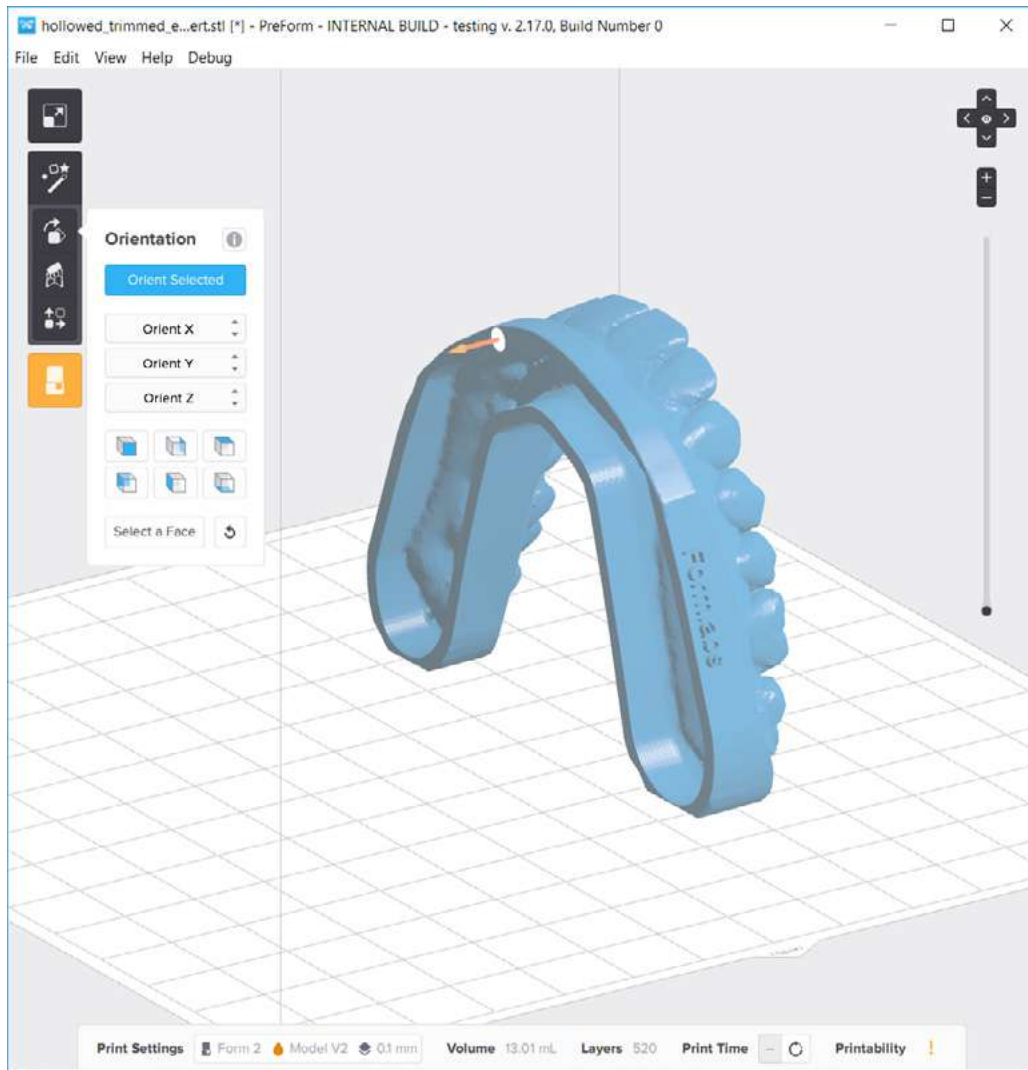 hollowed_trimmed_e...ert.stl [*] - PreForm - INTERNAL BUILD - testing v. 2.17.0, Build Number 0
File Edit View Help Debug
Orientation
Orient Selected
Orient X
Orient Y
Orient Z
Select a Face
Print Settings Form 2 Model V2 0.1 mm Volume 13.01 mL Layers 520 Print Time -- Printability !